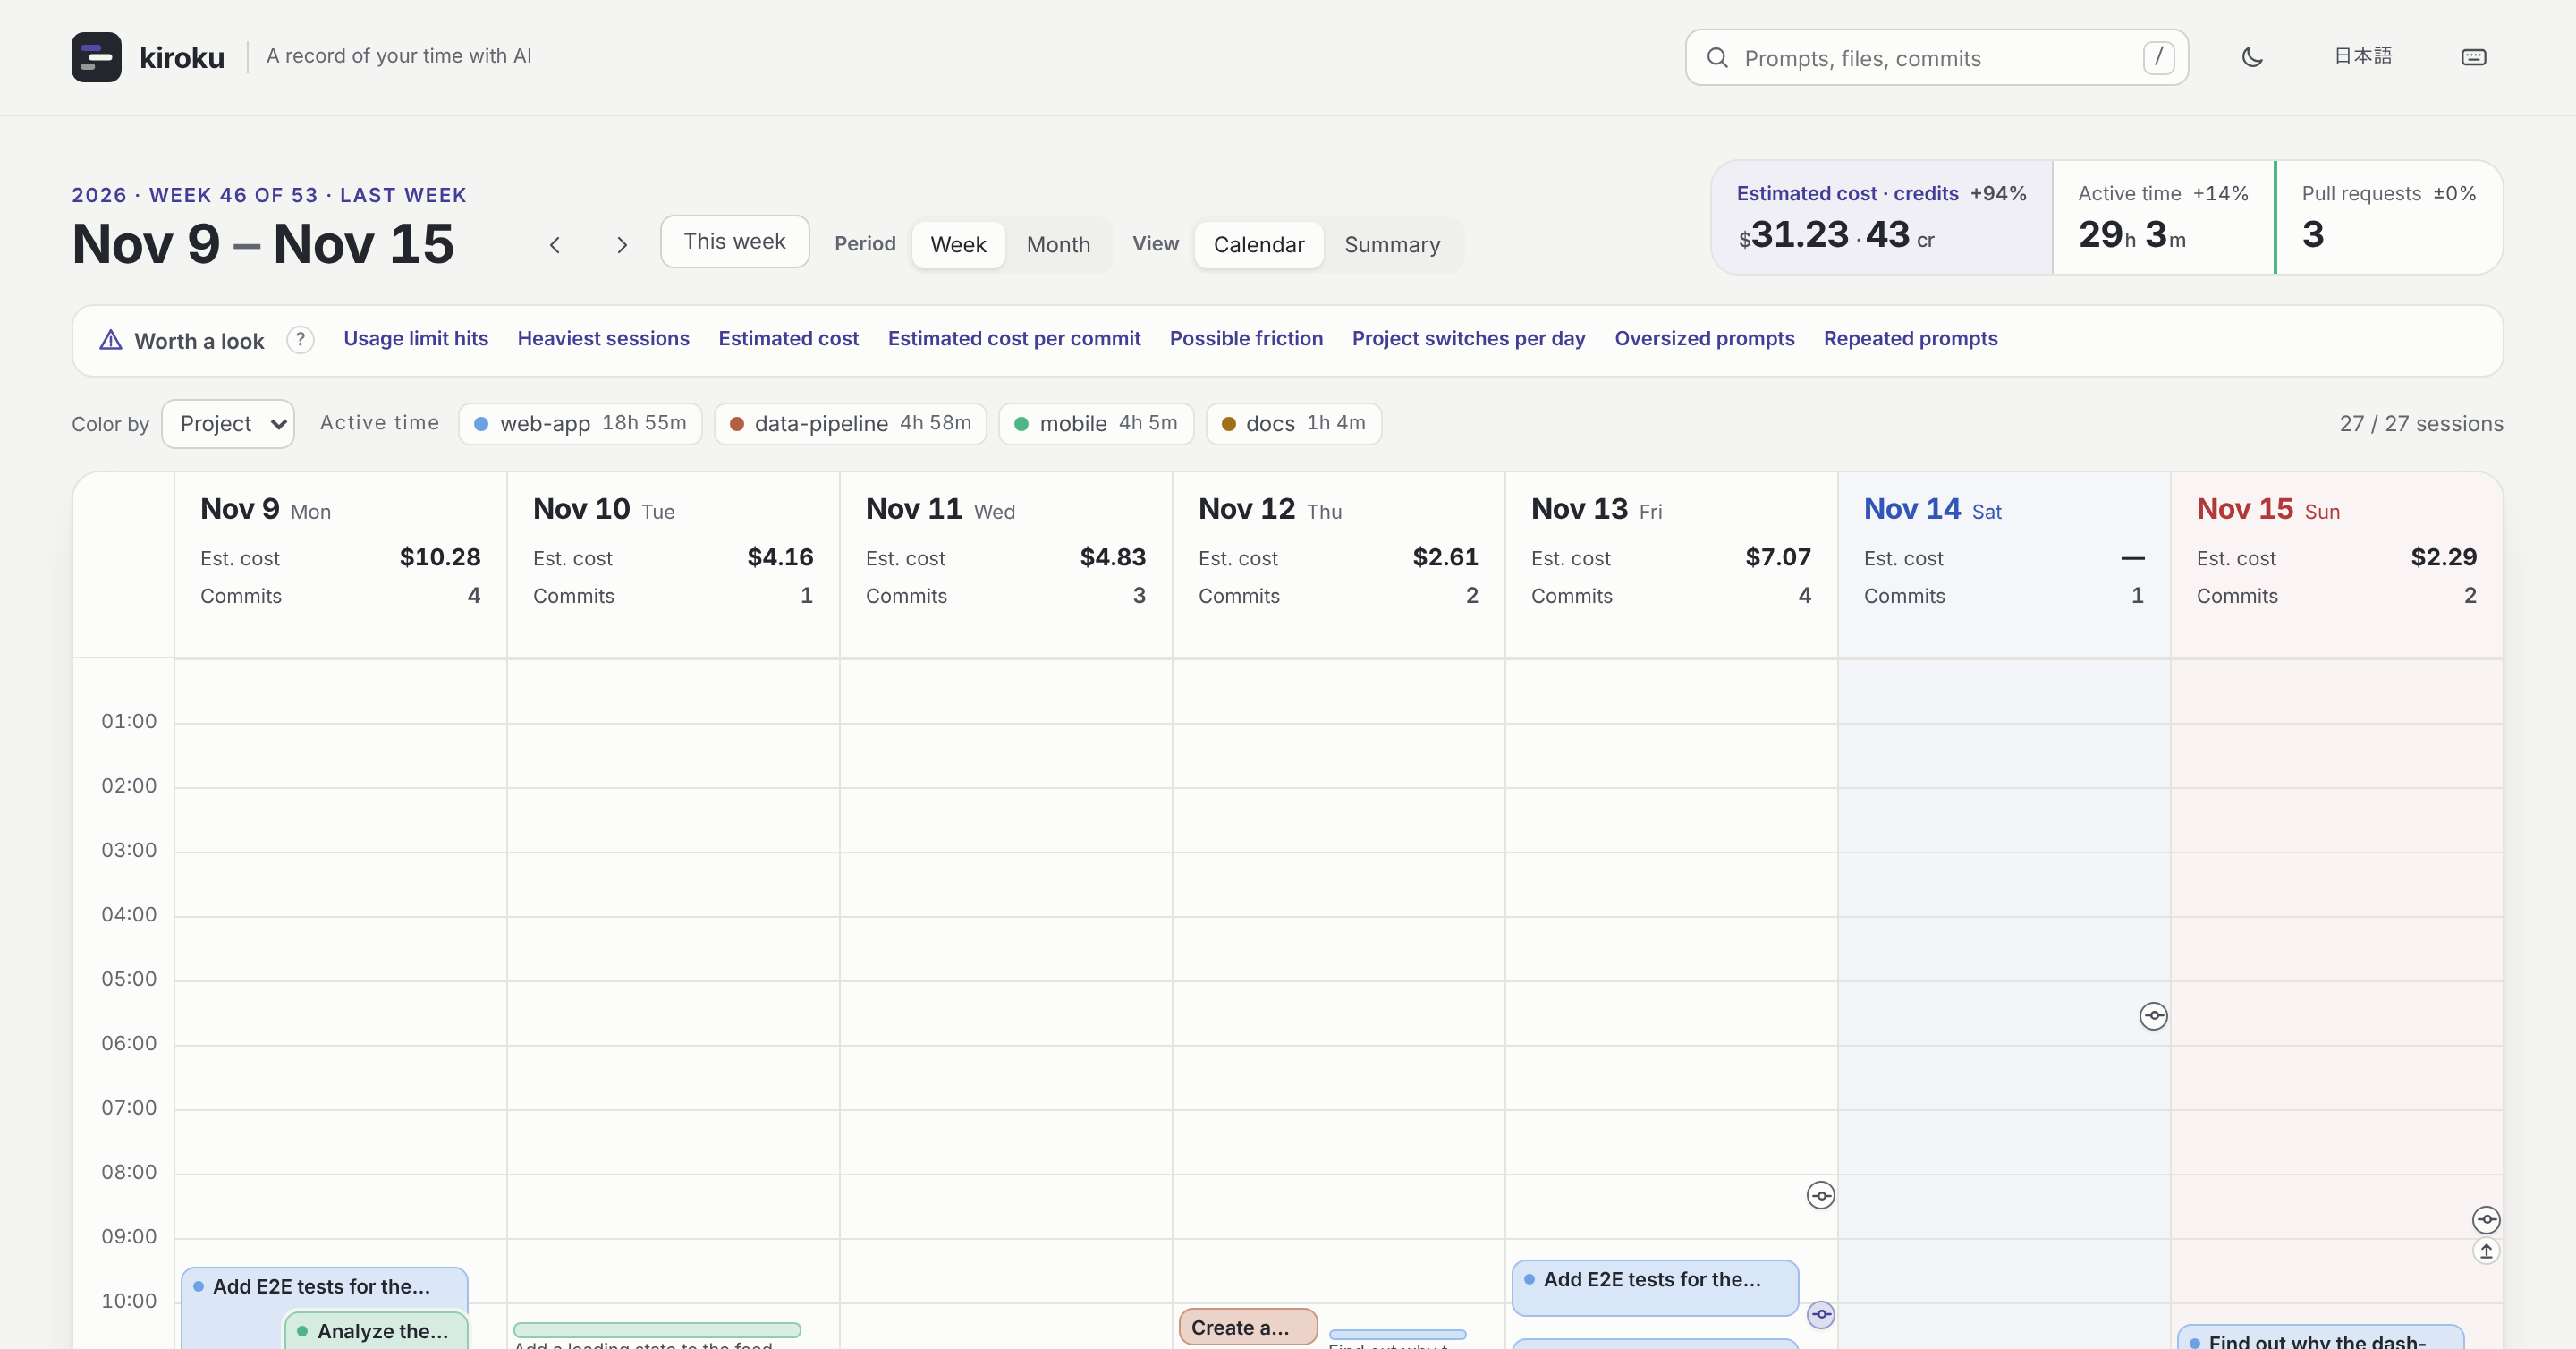 kiroku
A record of your time with AI
Prompts, files, commits
/
日本語
2026 · WEEK 46 OF 53 · LAST WEEK
Nov 9 – Nov 15
This week
Period
Week
Month
View
Calendar
Summary
Estimated cost · credits +94%
$31.23 · 43 cr
Active time +14%
29h 3m
Pull requests ±0%
3
Worth a look
?
Usage limit hits
Heaviest sessions
Estimated cost
Estimated cost per commit
Possible friction
Project switches per day
Oversized prompts
Repeated prompts
Color by
Project
Active time
web-app 18h 55m
data-pipeline 4h 58m
mobile 4h 5m
docs 1h 4m
27 / 27 sessions
Nov 9 Mon
Est. cost $10.28
Commits 4
Nov 10 Tue
Est. cost $4.16
Commits 1
Nov 11 Wed
Est. cost $4.83
Commits 3
Nov 12 Thu
Est. cost $2.61
Commits 2
Nov 13 Fri
Est. cost $7.07
Commits 4
Nov 14 Sat
Est. cost —
Commits 1
Nov 15 Sun
Est. cost $2.29
Commits 2
01:00
02:00
03:00
04:00
05:00
06:00
07:00
08:00
09:00
10:00
Add E2E tests for the...
Analyze the...
Add a loading state to the feed
Create a...
Find out why t
Add E2E tests for the...
Find out why the dash-